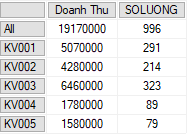 Doanh Thu SOLUONG
All 19170000 996
KV001 5070000 291
KV002 4280000 214
KV003 6460000 323
KV004 1780000 89
KV005 1580000 79